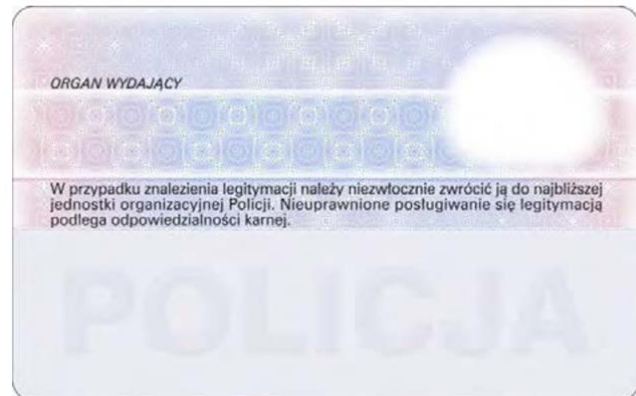 ORGAN WYDAJĄCY
W przypadku znalezienia legitymacji należy niezwłocznie zwrócić ją do najbliższej
jednostki organizacyjnej Policji. Nieuprawnione posługiwanie się legitymacją
podlega odpowiedzialności karnej.
POLICJA